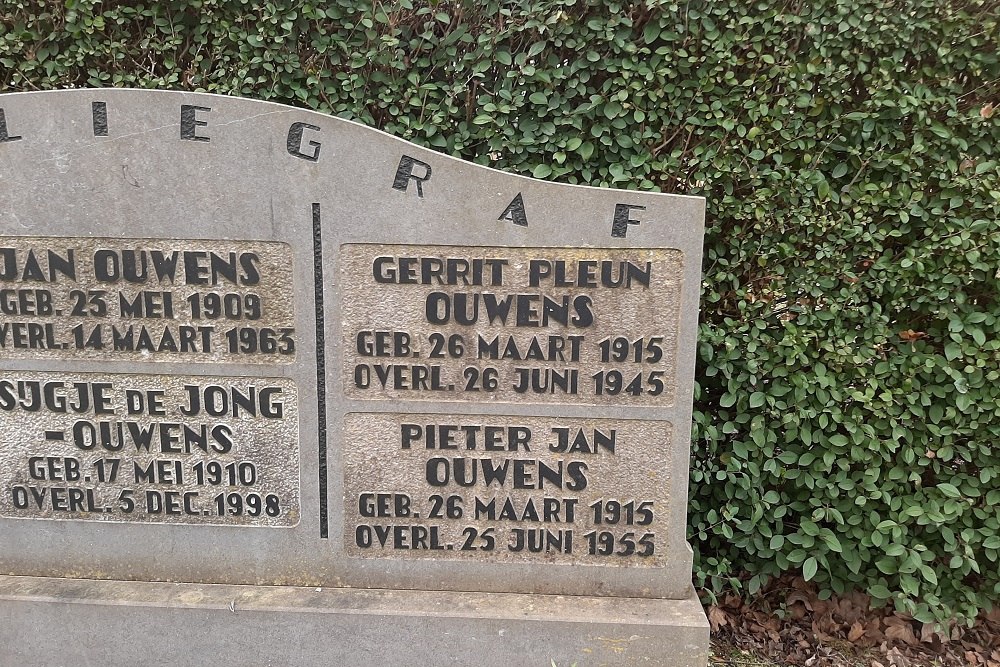 LIEGRAF
JAN OUWENS
GEB. 23 MEI 1909
OVERL. 14 MAART 1963
SIJGJE DE JONG
-OUWENS
GEB. 17 MEI 1910
OVERL. 5 DEC. 1998
GERRIT PLEUN
OUWENS
GEB. 26 MAART 1915
OVERL. 26 JUNI 1945
PIETER JAN
OUWENS
GEB. 26 MAART 1915
OVERL. 25 JUNI 1955